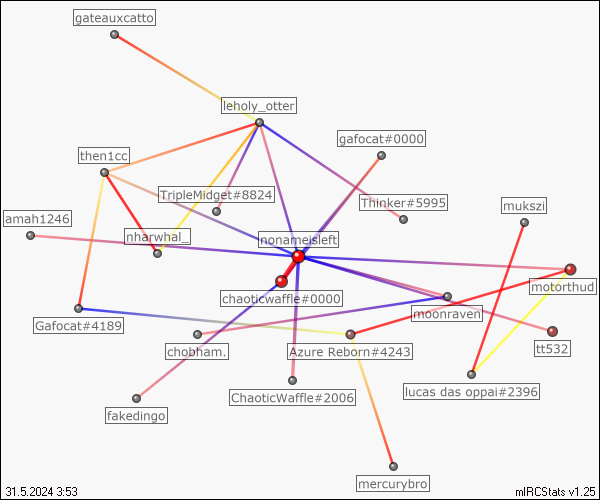 gateauxcatto
leholy_otter
gafocat#0000
then1cc
TripleMidget#8824
Thinker#5995
mukszi
amah1246
nharwhal_
nonameisleft
motorthud
chaoticwaffle#0000
moonraven
Gafocat#4189
chobham.
Azure Reborn#4243
tt532
lucas das oppai#2396
ChaoticWaffle#2006
fakedingo
mercurybro
31.5.2024 3:53
mIRCStats v1.25